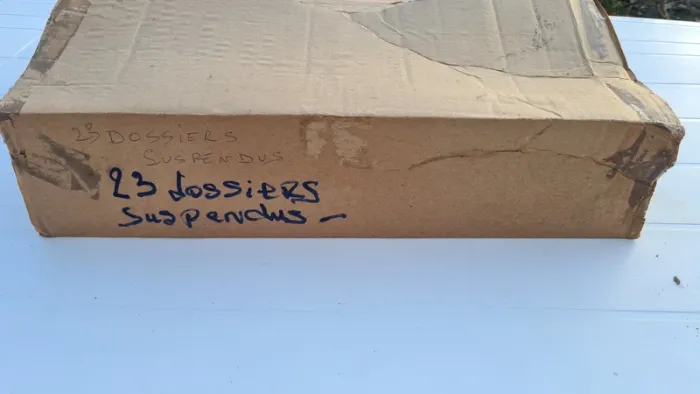 23 DOSSIERS
SUSPENDUS
23 dossiERS
suspendus -